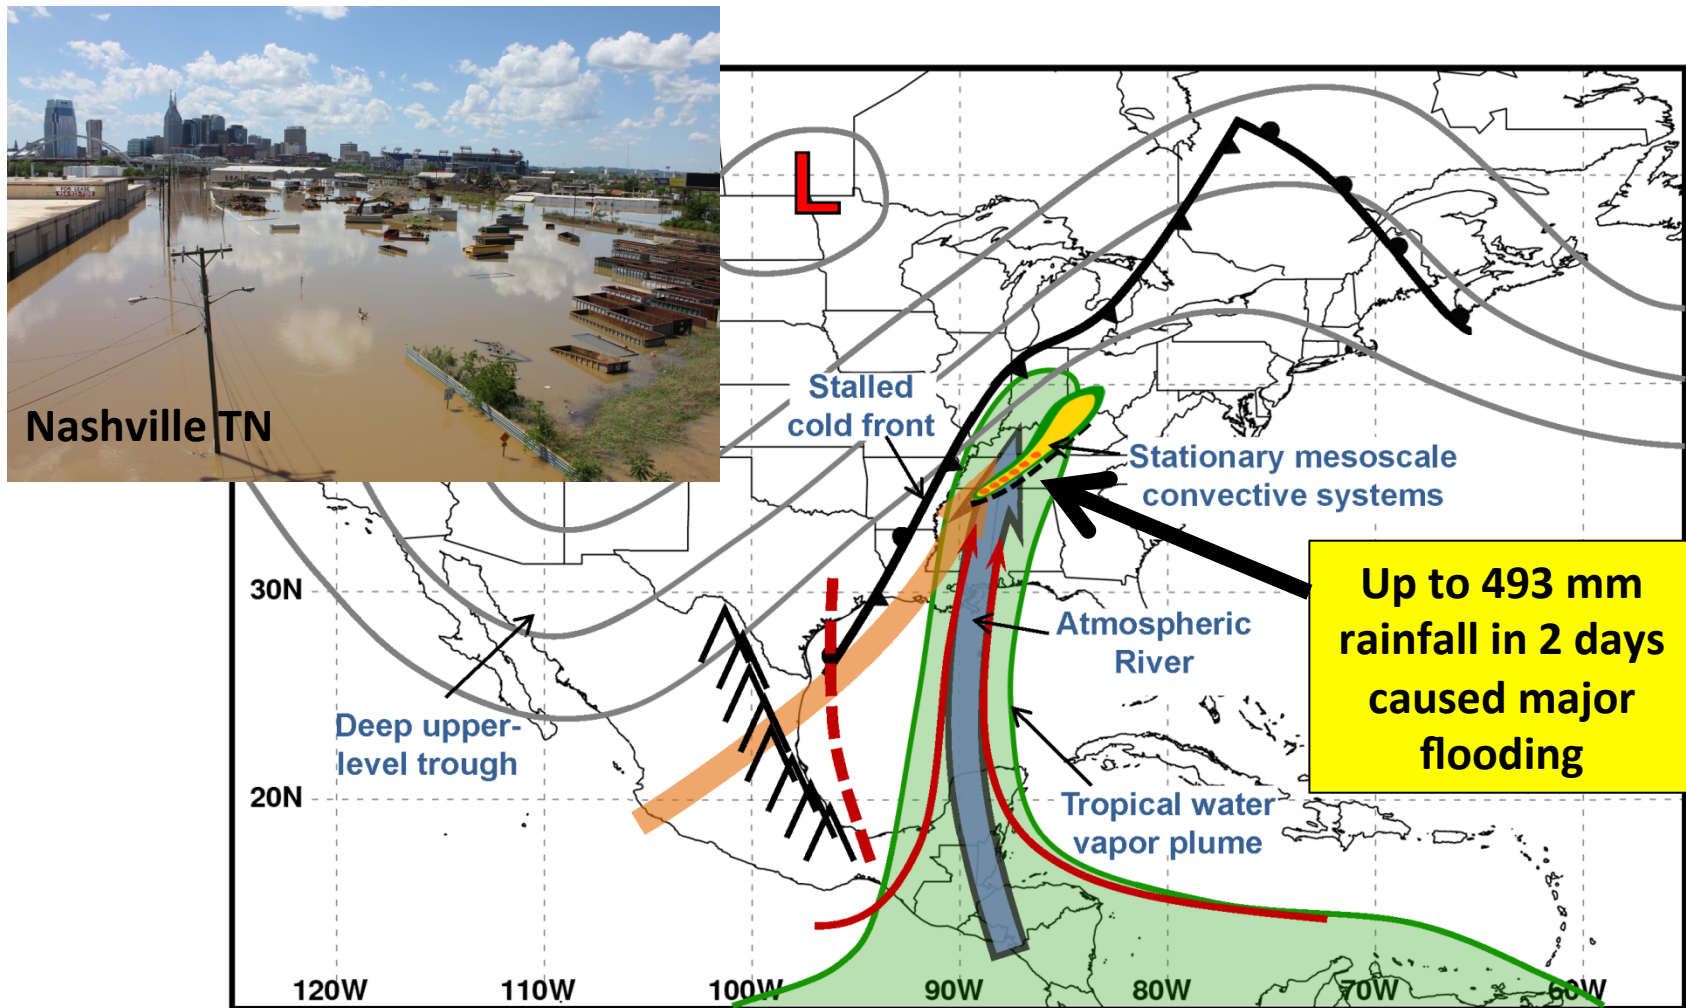 FOR LEASE
Nashville TN
L
Stalled
cold front
Stationary mesoscale
convective systems
Up to 493 mm
rainfall in 2 days
caused major
flooding
30N
Atmospheric
River
Deep upper-
level trough
20N
Tropical water
vapor plume
120W
110W
100W
90W
80W
70W
60W